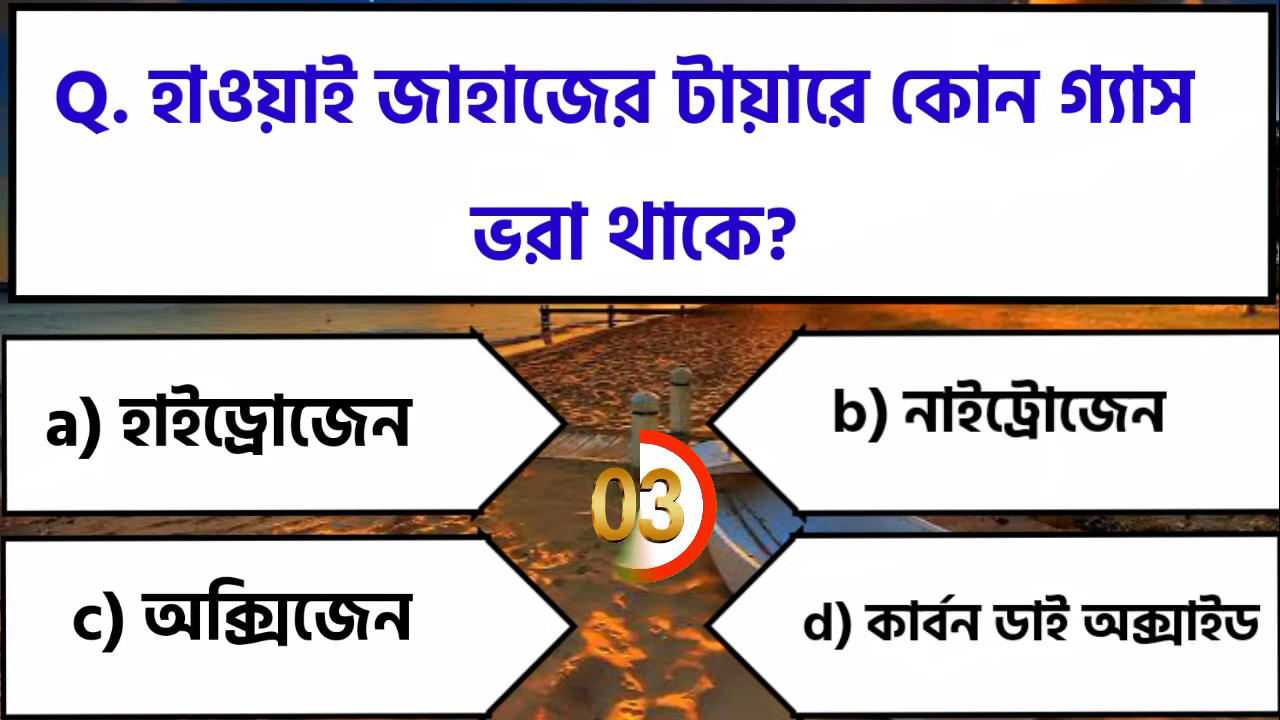 Q. হাওয়াই জাহাজের টায়ারে কোন গ্যাস
ভরা থাকে?
a) হাইড্রোজেন
b) নাইট্রোজেন
03
c) অক্সিজেন
d) কার্বন ডাই অক্সাইড